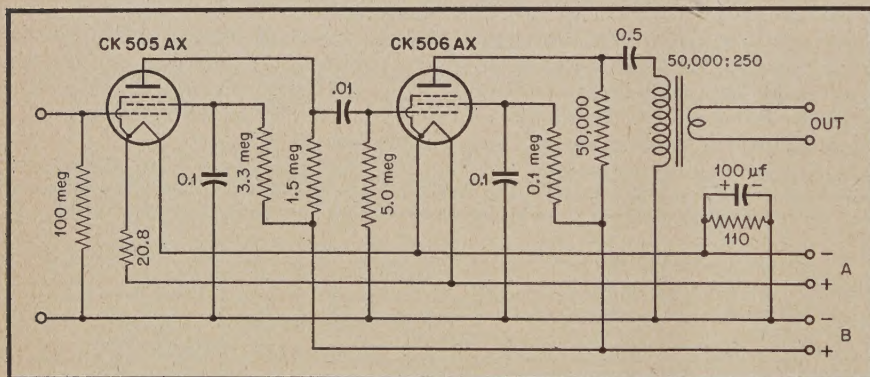 CK 505 AX
CK 506 AX
0.5
50,000:250
.01
100 meg
20.8
0.1
3.3 meg
1.5 meg
5.0 meg
0.1
0.1 meg
50,000
OUT
100 µf
+ −
110
−
A
+
−
B
+